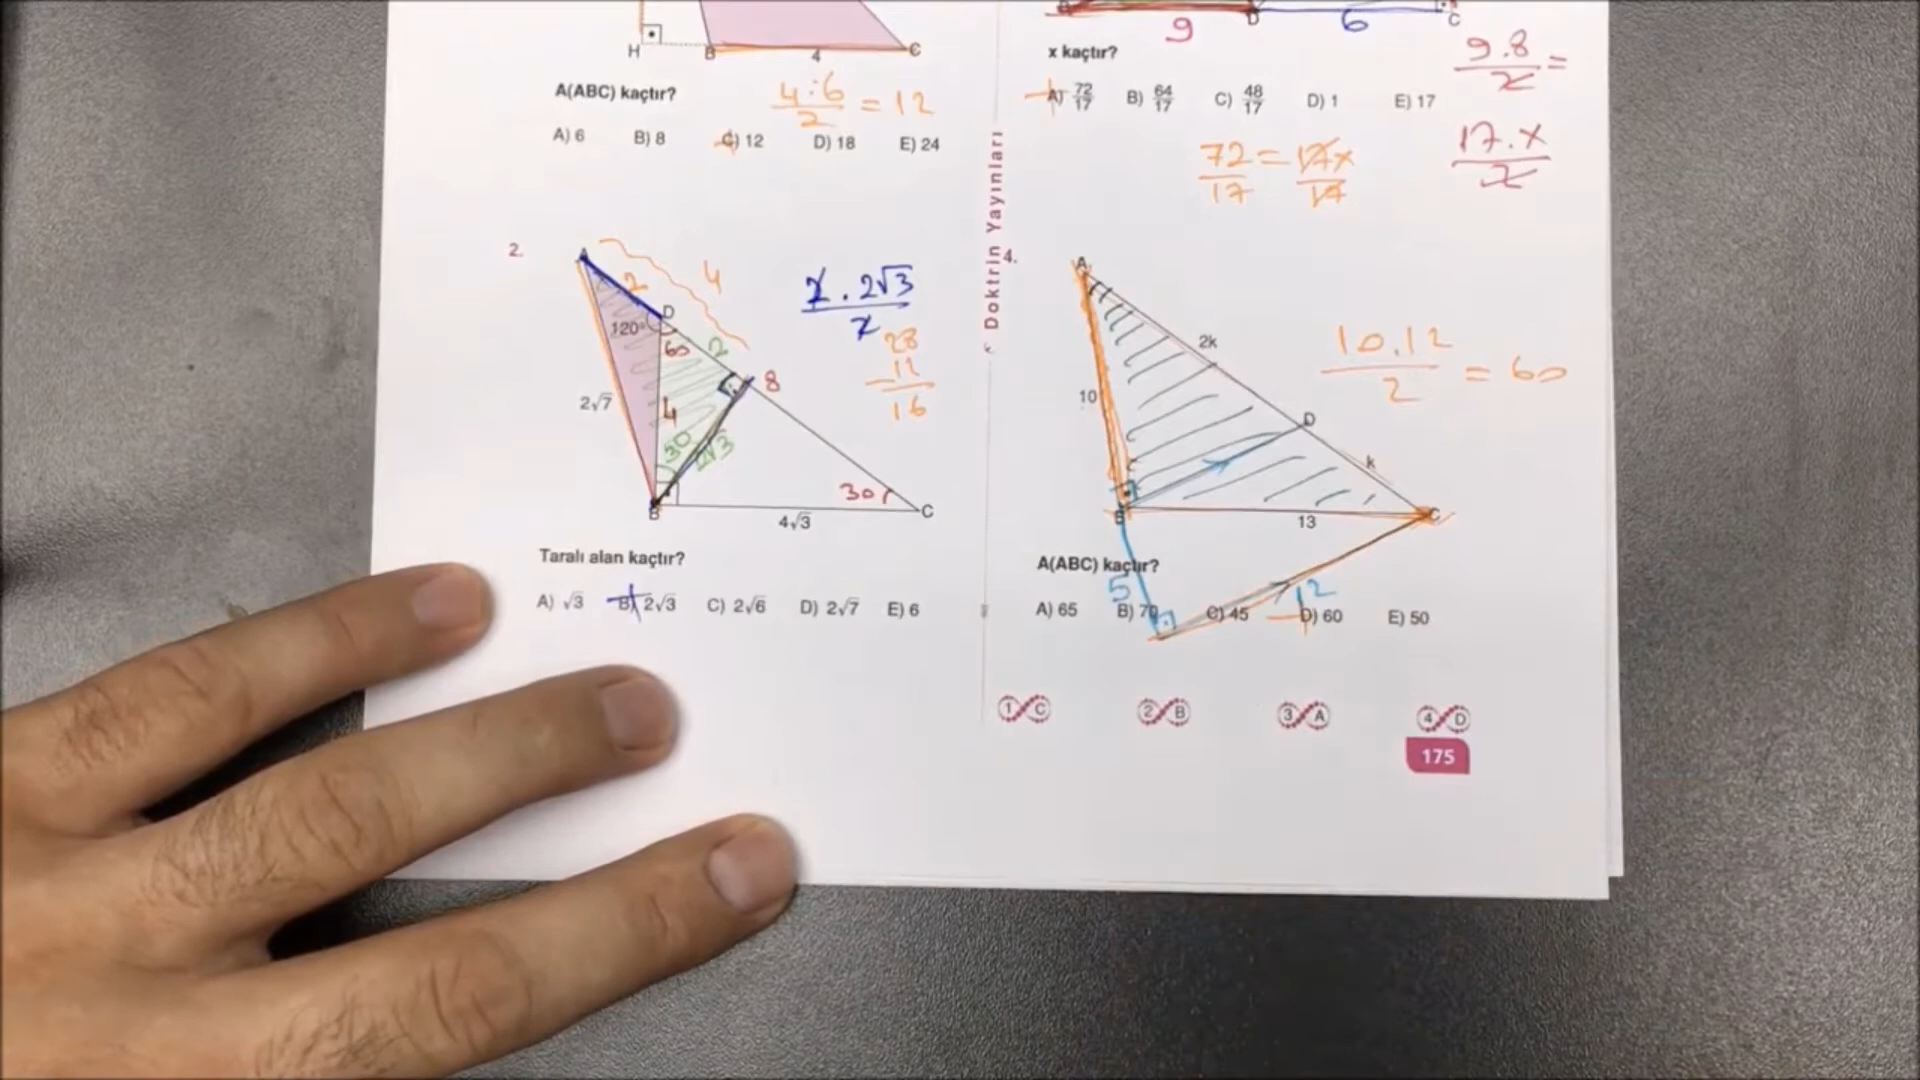 H
B
4
C
A(ABC) kaçtır?
4.6
2
= 12
A) 6 B) 8 C) 12 D) 18 E) 24
2.
A
2
4
D
120°
60
2
8
2√7
4
30
2√3
30
B
4√3
C
2 . 2√3
2
28
-12
16
Taralı alan kaçtır?
A) √3 B) 2√3 C) 2√6 D) 2√7 E) 6
Doktrin Yayınları
9
D
6
C
x kaçtır?
9.8
2
=
A) 72/17 B) 64/17 C) 48/17 D) 1 E) 17
72 = 17x
17 17
17.x
2
4.
A
2k
10
D
k
B
13
C
10.12
2
= 60
A(ABC) kaçtır?
5
12
A) 65 B) 70 C) 45 D) 60 E) 50
1 C 2 B 3 A 4 D
175